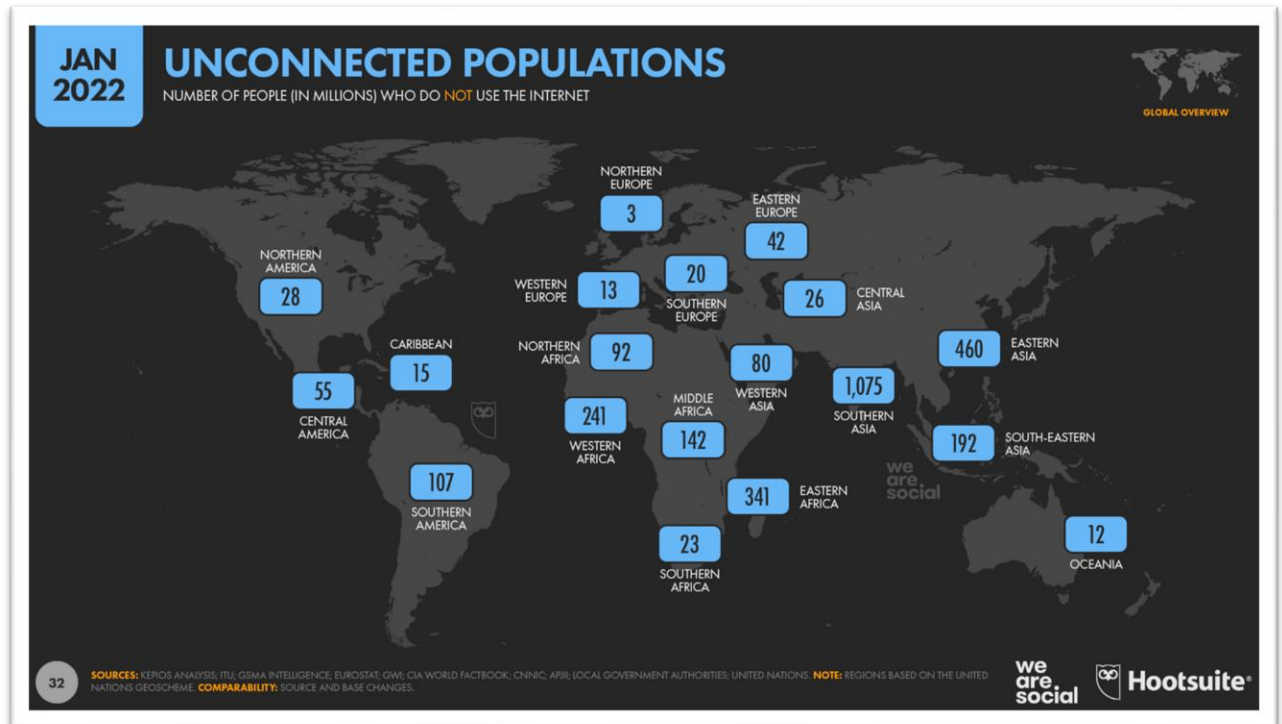 JAN
2022
UNCONNECTED POPULATIONS
NUMBER OF PEOPLE (IN MILLIONS) WHO DO NOT USE THE INTERNET
GLOBAL OVERVIEW
NORTHERN
EUROPE
3
EASTERN
EUROPE
42
NORTHERN
AMERICA
28
WESTERN
EUROPE
13
20
SOUTHERN
EUROPE
26
CENTRAL
ASIA
CARIBBEAN
15
NORTHERN
AFRICA
92
80
WESTERN
ASIA
460
EASTERN
ASIA
55
CENTRAL
AMERICA
241
WESTERN
AFRICA
MIDDLE
AFRICA
142
1,075
SOUTHERN
ASIA
192
SOUTH-EASTERN
ASIA
we
are
social
107
SOUTHERN
AMERICA
341
EASTERN
AFRICA
23
SOUTHERN
AFRICA
12
OCEANIA
32
SOURCES: KEPIOS ANALYSIS; ITU; GSMA INTELLIGENCE; EUROSTAT; GWI; CIA WORLD FACTBOOK; CNNIC; APJII; LOCAL GOVERNMENT AUTHORITIES; UNITED NATIONS. NOTE: REGIONS BASED ON THE UNITED
NATIONS GEOSCHEME. COMPARABILITY: SOURCE AND BASE CHANGES.
we
are
social
Hootsuite®